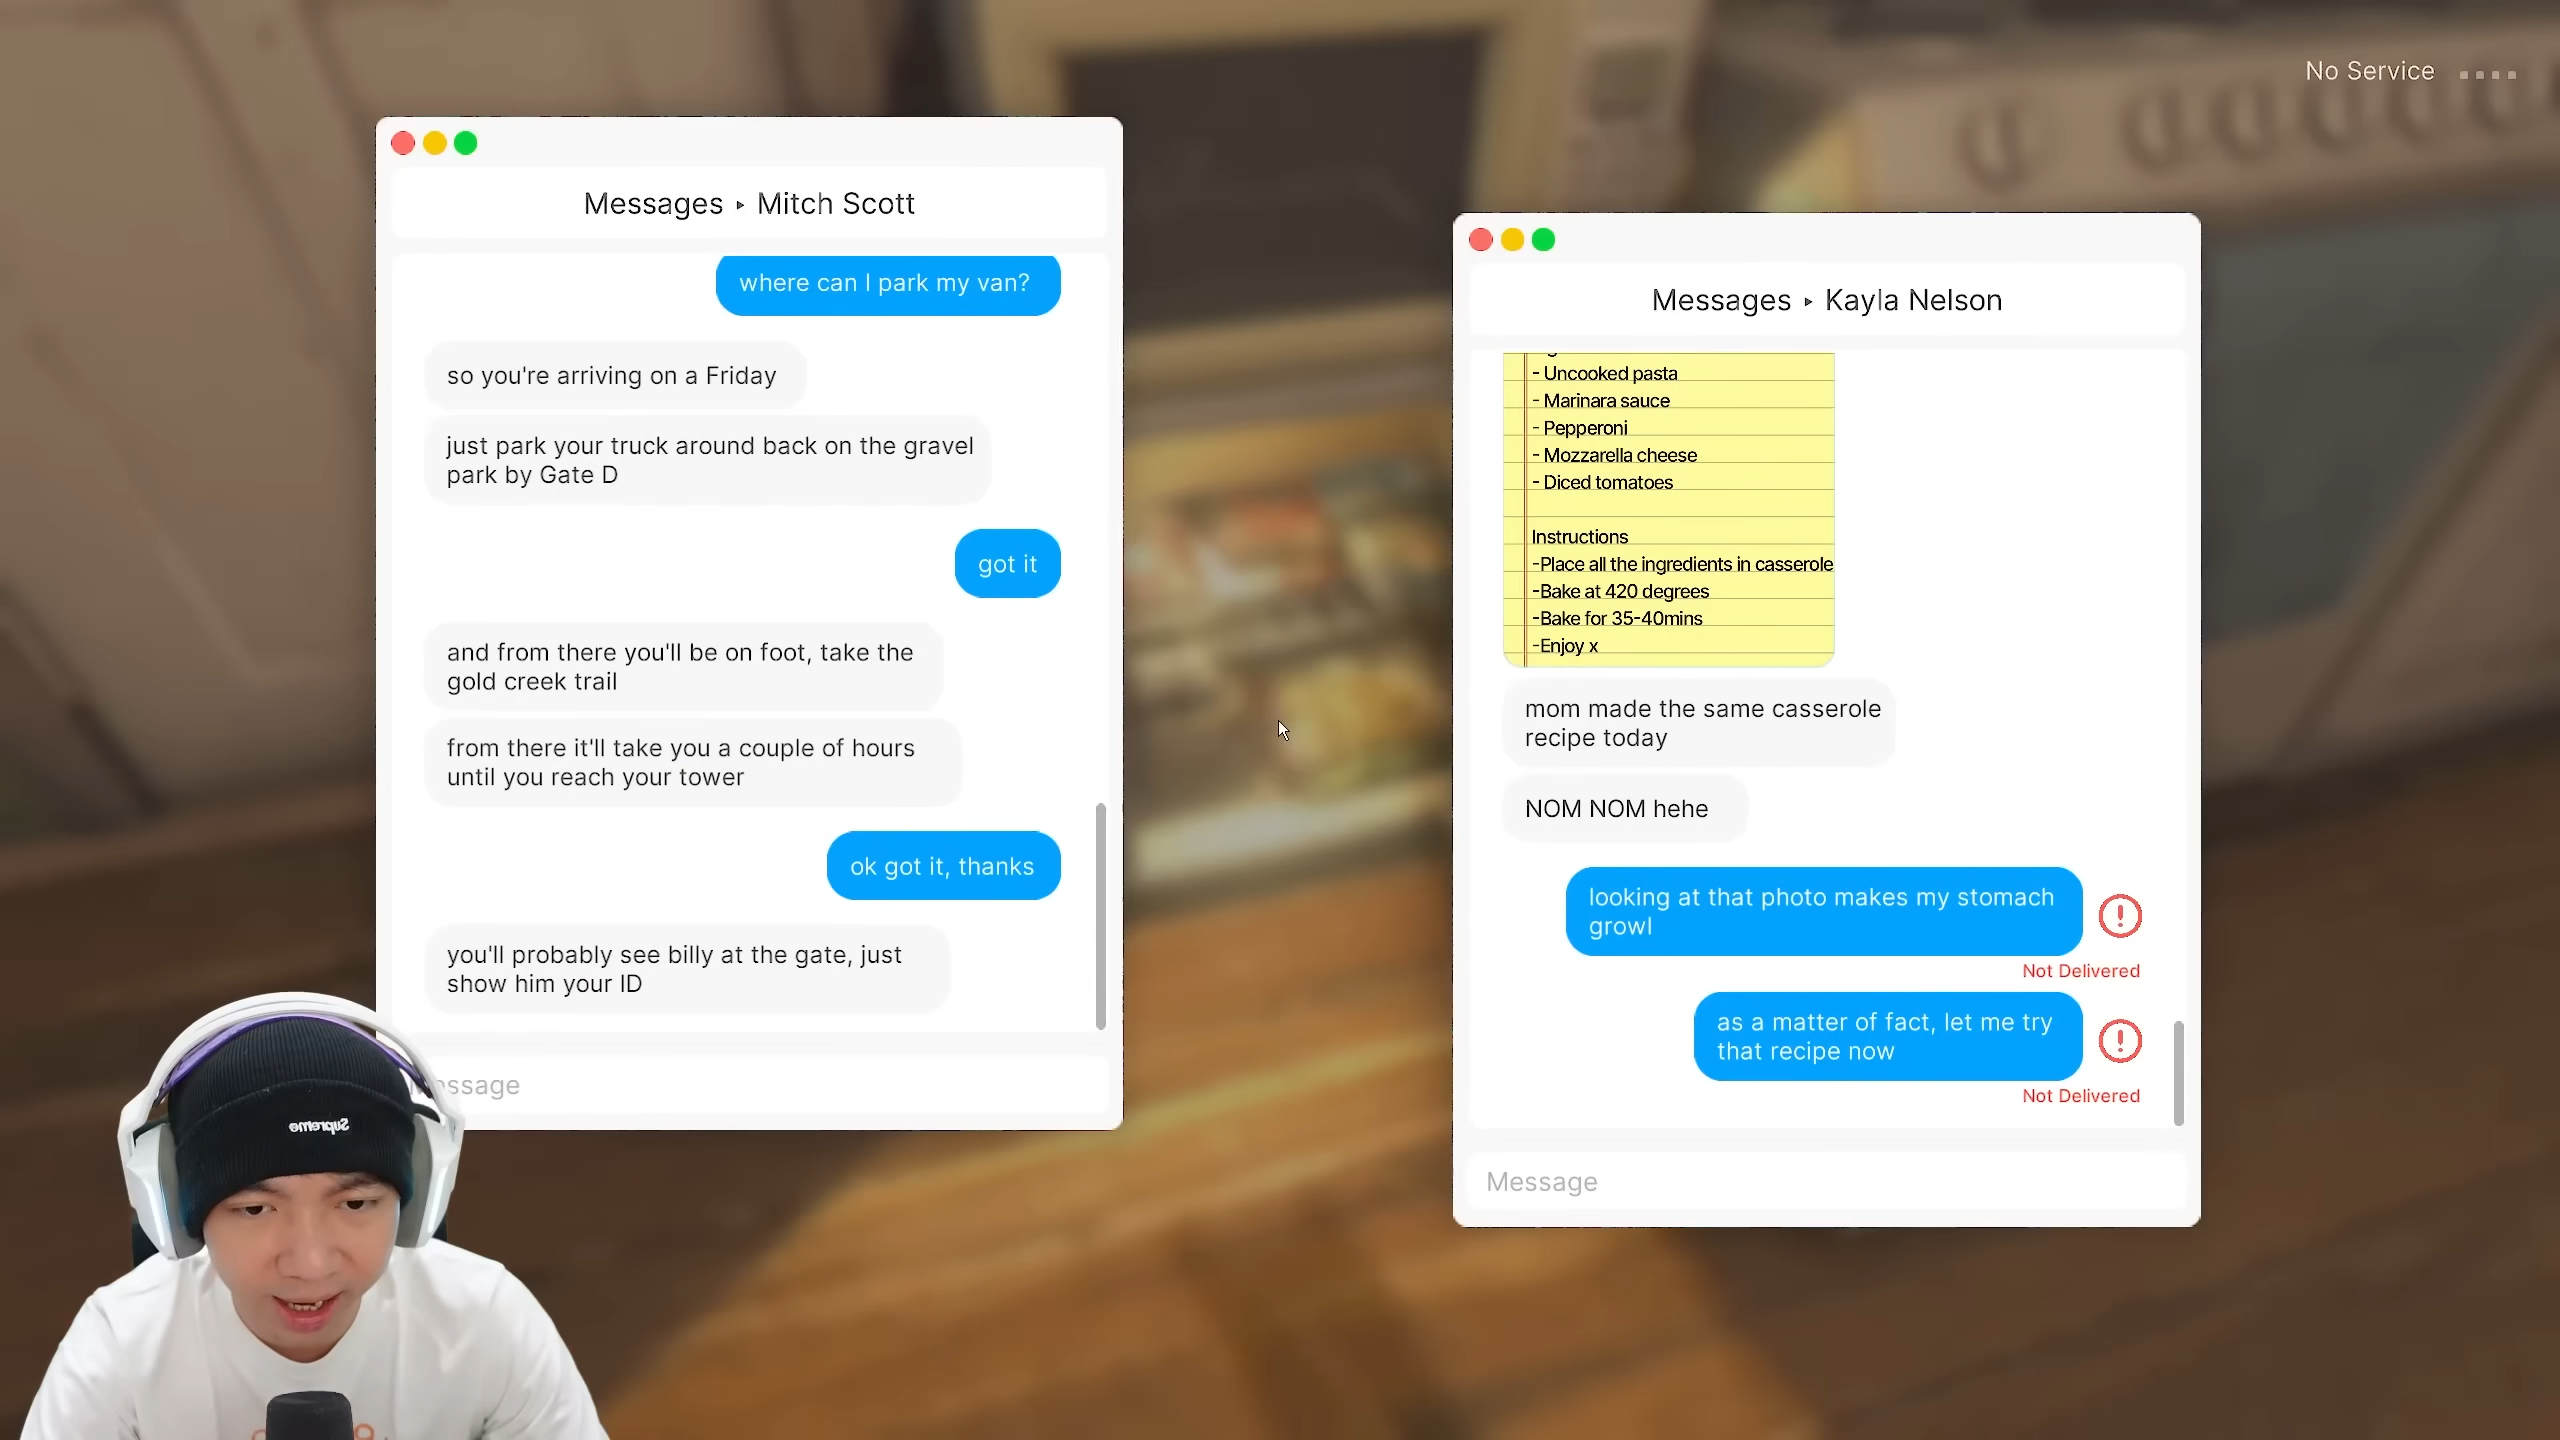 No Service
Messages ▸ Mitch Scott
where can I park my van?
so you're arriving on a Friday
just park your truck around back on the gravel
park by Gate D
got it
and from there you'll be on foot, take the
gold creek trail
from there it'll take you a couple of hours
until you reach your tower
ok got it, thanks
you'll probably see billy at the gate, just
show him your ID
Messages ▸ Kayla Nelson
- Uncooked pasta
- Marinara sauce
- Pepperoni
- Mozzarella cheese
- Diced tomatoes
Instructions
-Place all the ingredients in casserole
-Bake at 420 degrees
-Bake for 35-40mins
-Enjoy x
mom made the same casserole
recipe today
NOM NOM hehe
looking at that photo makes my stomach
growl
Not Delivered
as a matter of fact, let me try
that recipe now
Not Delivered
Message
Supreme